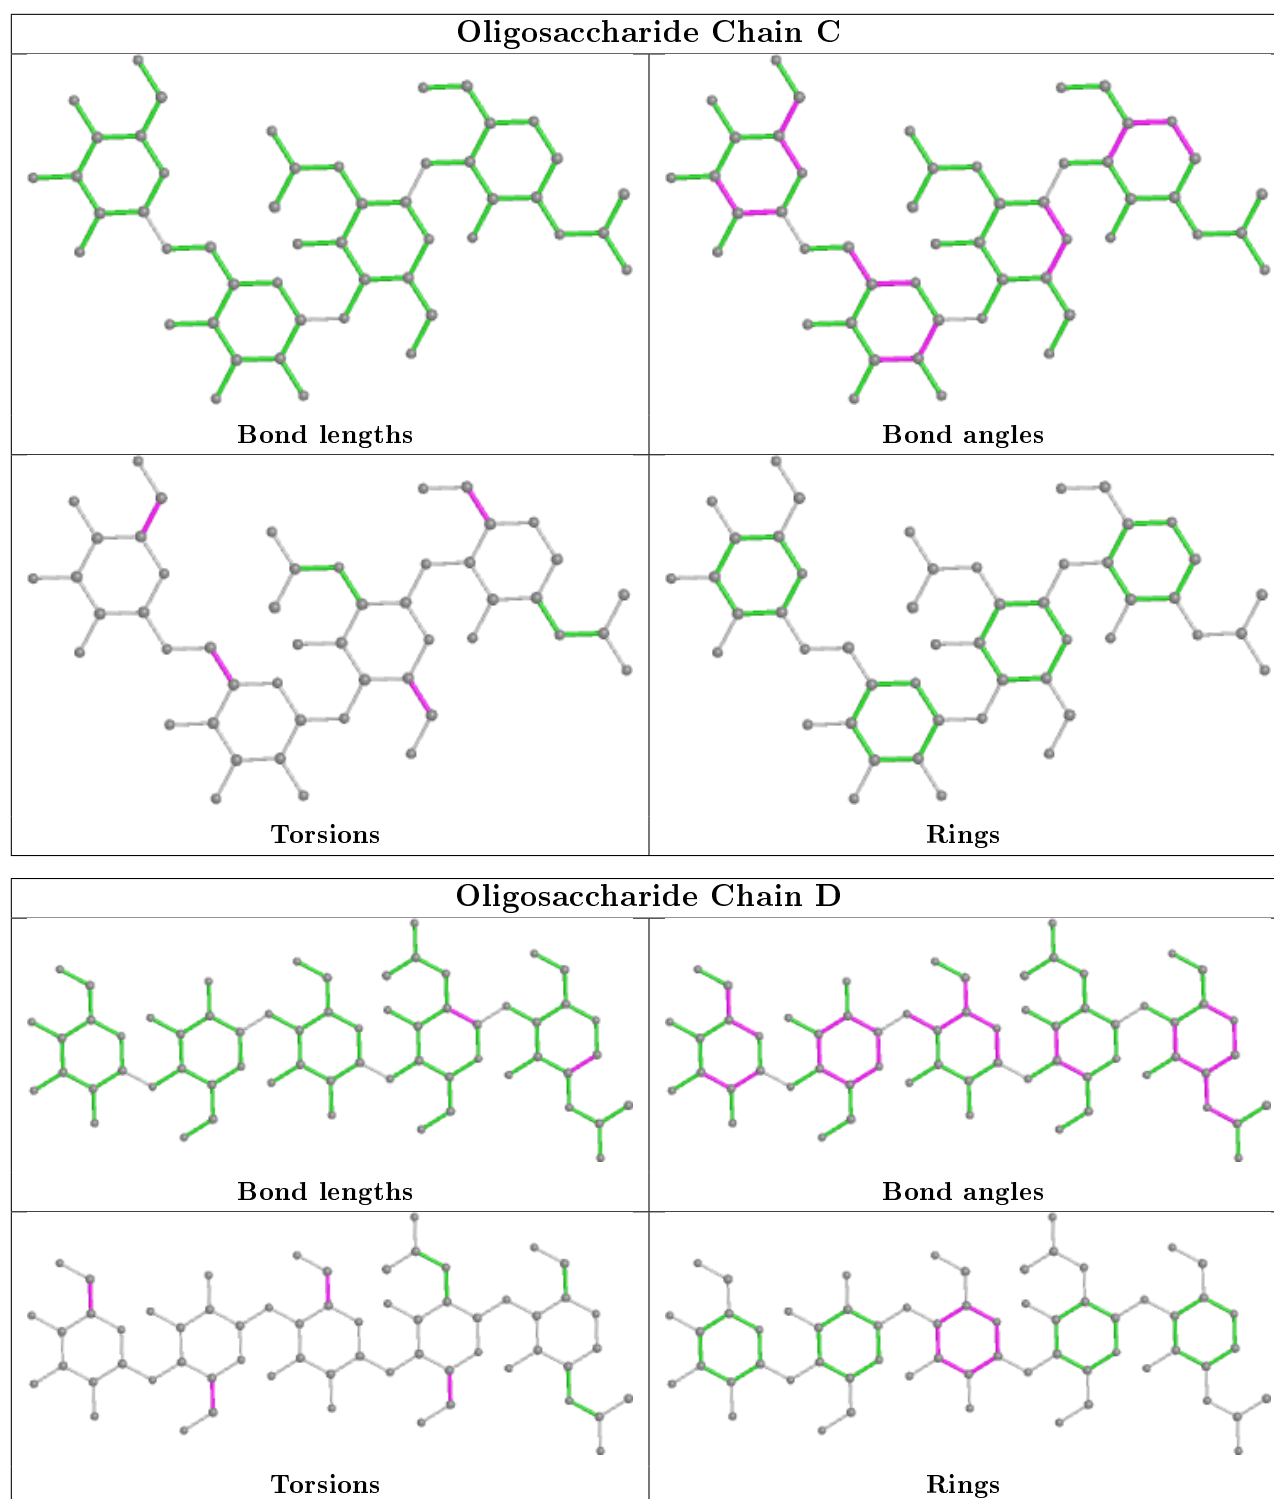 Oligosaccharide Chain C
Bond lengths
Bond angles
Torsions
Rings
Oligosaccharide Chain D
Bond lengths
Bond angles
Torsions
Rings